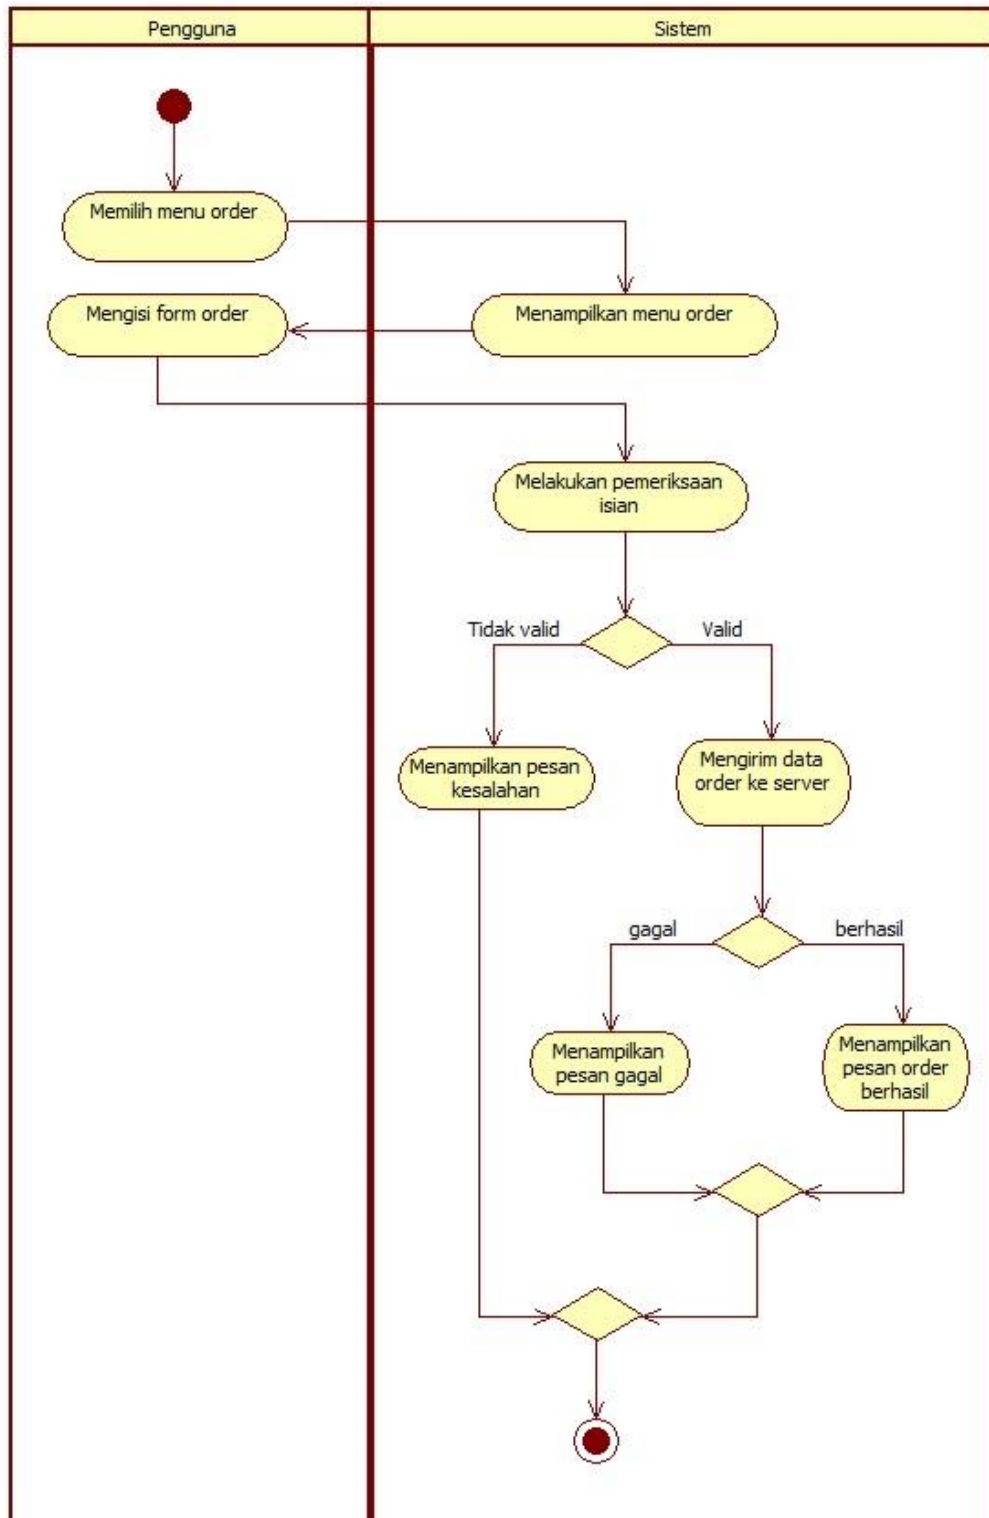 Pengguna
Sistem
Memilih menu order
Mengisi form order
Menampilkan menu order
Melakukan pemeriksaan
isian
Tidak valid
Valid
Menampilkan pesan
kesalahan
Mengirim data
order ke server
gagal
berhasil
Menampilkan
pesan gagal
Menampilkan
pesan order
berhasil